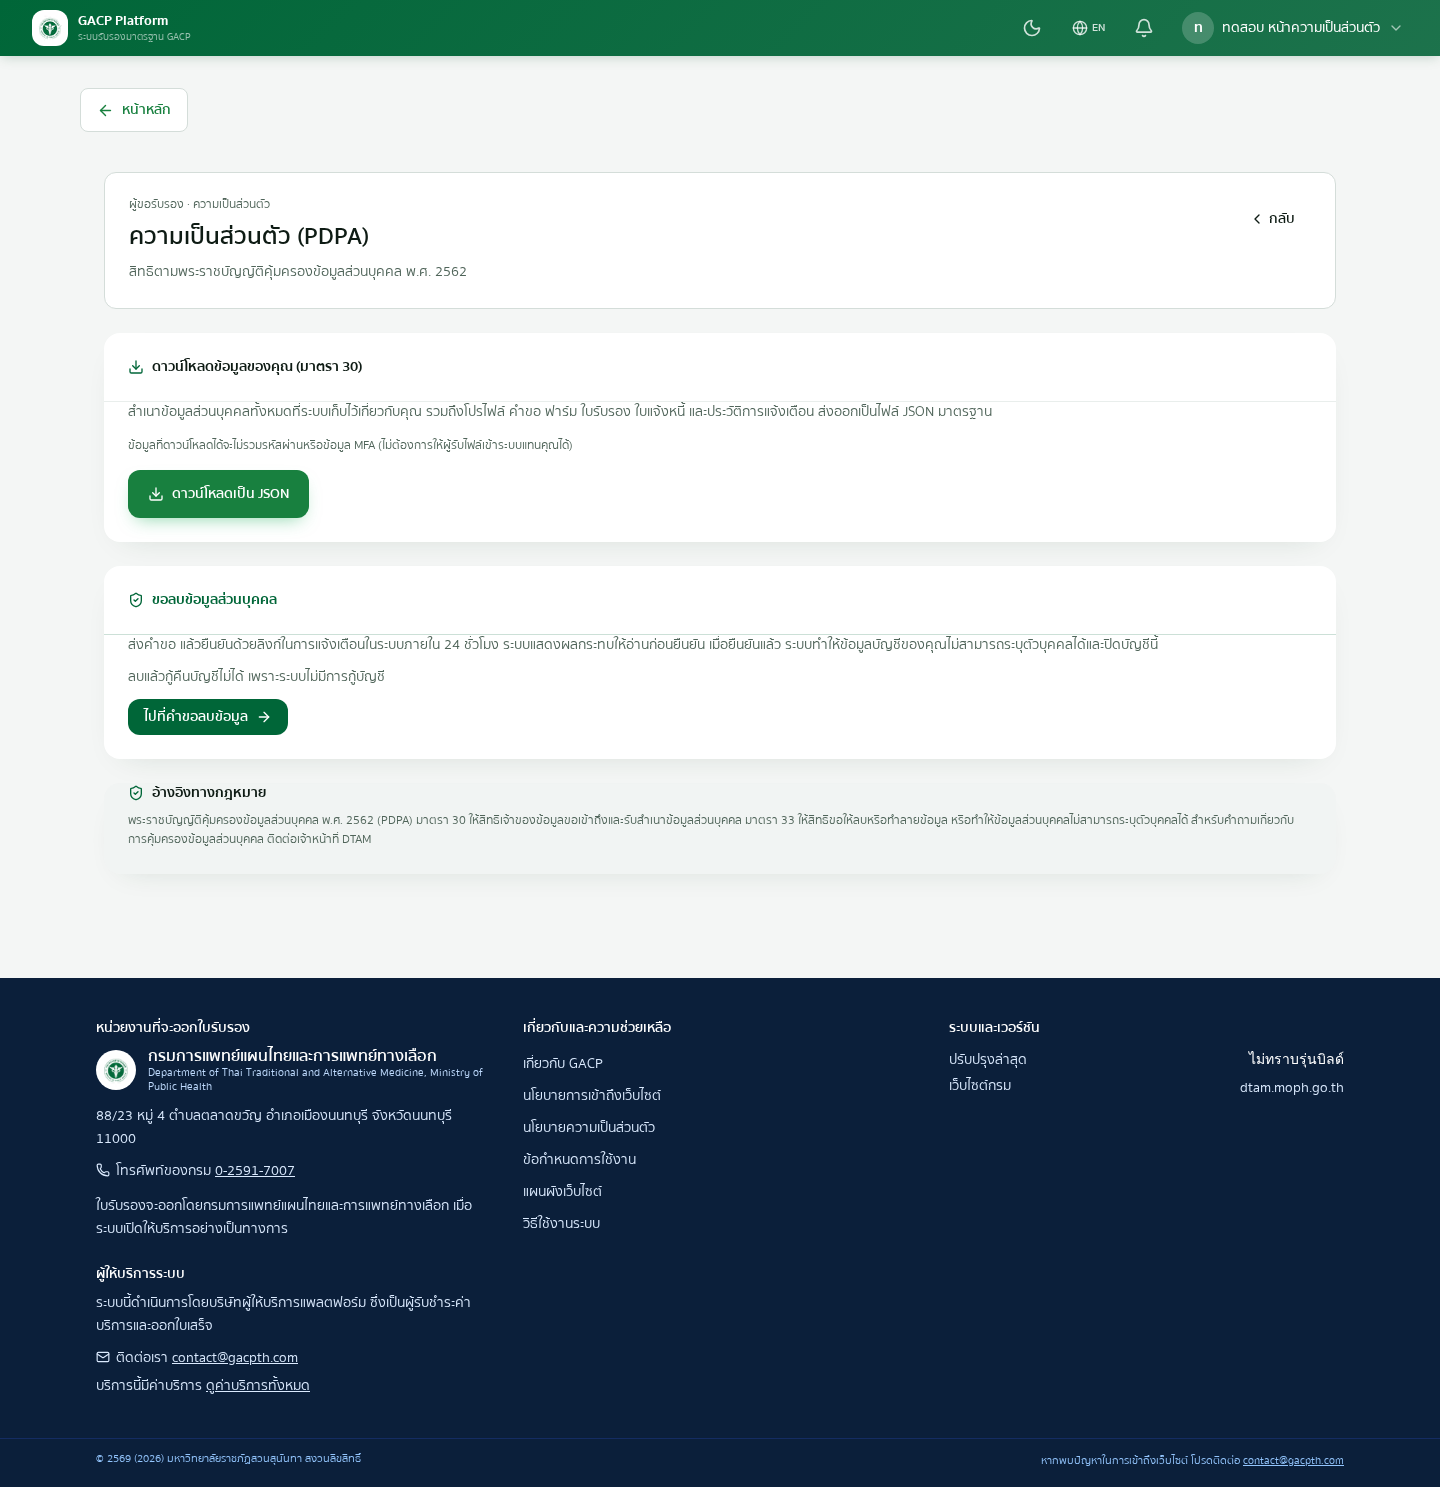 GACP Platform
ระบบรับรองมาตรฐาน GACP
EN
ท
ทดสอบ หน้าความเป็นส่วนตัว
หน้าหลัก
ผู้ขอรับรอง · ความเป็นส่วนตัว
ความเป็นส่วนตัว (PDPA)
สิทธิตามพระราชบัญญัติคุ้มครองข้อมูลส่วนบุคคล พ.ศ. 2562
กลับ
ดาวน์โหลดข้อมูลของคุณ (มาตรา 30)
สำเนาข้อมูลส่วนบุคคลทั้งหมดที่ระบบเก็บไว้เกี่ยวกับคุณ รวมถึงโปรไฟล์ คำขอ ฟาร์ม ใบรับรอง ใบแจ้งหนี้ และประวัติการแจ้งเตือน ส่งออกเป็นไฟล์ JSON มาตรฐาน
ข้อมูลที่ดาวน์โหลดได้จะไม่รวมรหัสผ่านหรือข้อมูล MFA (ไม่ต้องการให้ผู้รับไฟล์เข้าระบบแทนคุณได้)
ดาวน์โหลดเป็น JSON
ขอลบข้อมูลส่วนบุคคล
ส่งคำขอ แล้วยืนยันด้วยลิงก์ในการแจ้งเตือนในระบบภายใน 24 ชั่วโมง ระบบแสดงผลกระทบให้อ่านก่อนยืนยัน เมื่อยืนยันแล้ว ระบบทำให้ข้อมูลบัญชีของคุณไม่สามารถระบุตัวบุคคลได้และปิดบัญชีนี้
ลบแล้วกู้คืนบัญชีไม่ได้ เพราะระบบไม่มีการกู้บัญชี
ไปที่คำขอลบข้อมูล
อ้างอิงทางกฎหมาย
พระราชบัญญัติคุ้มครองข้อมูลส่วนบุคคล พ.ศ. 2562 (PDPA) มาตรา 30 ให้สิทธิเจ้าของข้อมูลขอเข้าถึงและรับสำเนาข้อมูลส่วนบุคคล มาตรา 33 ให้สิทธิขอให้ลบหรือทำลายข้อมูล หรือทำให้ข้อมูลส่วนบุคคลไม่สามารถระบุตัวบุคคลได้ สำหรับคำถามเกี่ยวกับ
การคุ้มครองข้อมูลส่วนบุคคล ติดต่อเจ้าหน้าที่ DTAM
หน่วยงานที่จะออกใบรับรอง
กรมการแพทย์แผนไทยและการแพทย์ทางเลือก
Department of Thai Traditional and Alternative Medicine, Ministry of
Public Health
88/23 หมู่ 4 ตำบลตลาดขวัญ อำเภอเมืองนนทบุรี จังหวัดนนทบุรี
11000
โทรศัพท์ของกรม 0-2591-7007
ใบรับรองจะออกโดยกรมการแพทย์แผนไทยและการแพทย์ทางเลือก เมื่อ
ระบบเปิดให้บริการอย่างเป็นทางการ
ผู้ให้บริการระบบ
ระบบนี้ดำเนินการโดยบริษัทผู้ให้บริการแพลตฟอร์ม ซึ่งเป็นผู้รับชำระค่า
บริการและออกใบเสร็จ
ติดต่อเรา contact@gacpth.com
บริการนี้มีค่าบริการ ดูค่าบริการทั้งหมด
เกี่ยวกับและความช่วยเหลือ
เกี่ยวกับ GACP
นโยบายการเข้าถึงเว็บไซต์
นโยบายความเป็นส่วนตัว
ข้อกำหนดการใช้งาน
แผนผังเว็บไซต์
วิธีใช้งานระบบ
ระบบและเวอร์ชัน
ปรับปรุงล่าสุด ไม่ทราบรุ่นบิลด์
เว็บไซต์กรม dtam.moph.go.th
© 2569 (2026) มหาวิทยาลัยราชภัฏสวนสุนันทา สงวนลิขสิทธิ์
หากพบปัญหาในการเข้าถึงเว็บไซต์ โปรดติดต่อ contact@gacpth.com